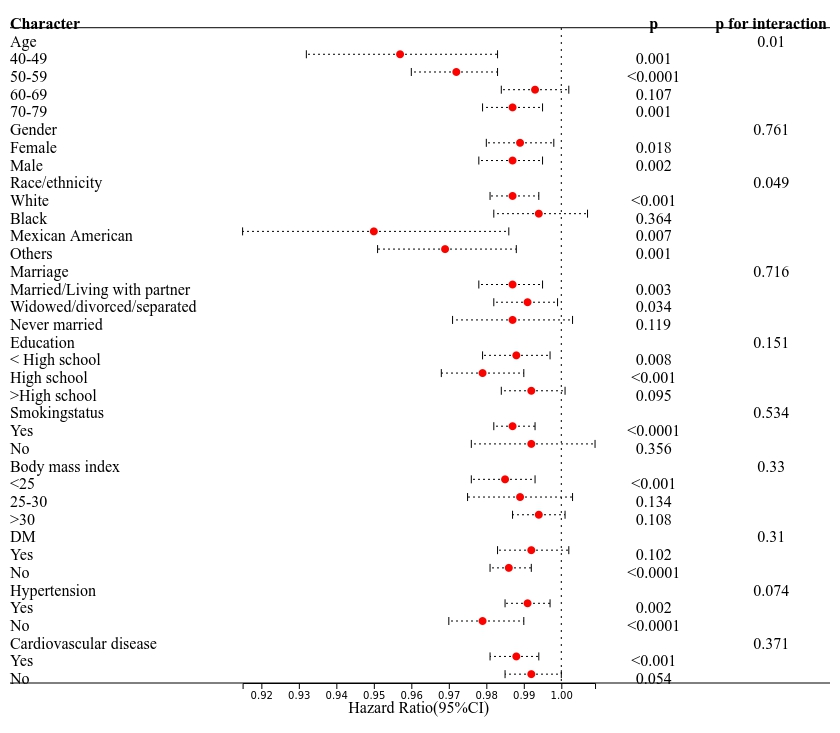 Character p p for interaction
Age 0.01
40-49 0.001
50-59 <0.0001
60-69 0.107
70-79 0.001
Gender 0.761
Female 0.018
Male 0.002
Race/ethnicity 0.049
White <0.001
Black 0.364
Mexican American 0.007
Others 0.001
Marriage 0.716
Married/Living with partner 0.003
Widowed/divorced/separated 0.034
Never married 0.119
Education 0.151
< High school 0.008
High school <0.001
>High school 0.095
Smokingstatus 0.534
Yes <0.0001
No 0.356
Body mass index 0.33
<25 <0.001
25-30 0.134
>30 0.108
DM 0.31
Yes 0.102
No <0.0001
Hypertension 0.074
Yes 0.002
No <0.0001
Cardiovascular disease 0.371
Yes <0.001
No 0.054
0.92 0.93 0.94 0.95 0.96 0.97 0.98 0.99 1.00
Hazard Ratio(95%CI)